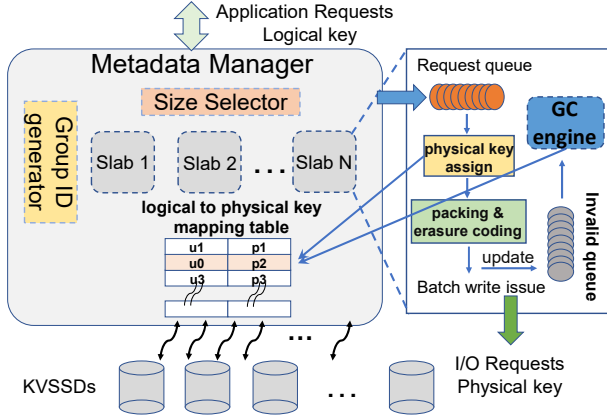 Application Requests
Logical key
Metadata Manager
Size Selector
Group ID
generator
Slab 1
Slab 2
...
Slab N
logical to physical key
mapping table
u1 p1
u0 p2
u3 p3
...
KVSSDs
...
Request queue
GC
engine
physical key
assign
packing &
erasure coding
Invalid queue
update
Batch write issue
I/O Requests
Physical key